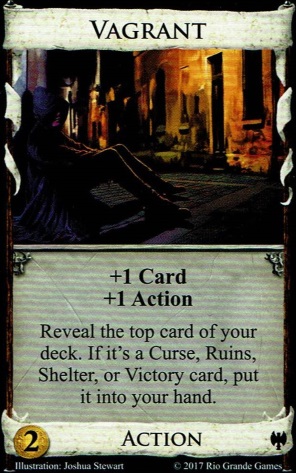 VAGRANT
+1 Card
+1 Action
Reveal the top card of your
deck. If it's a Curse, Ruins,
Shelter, or Victory card, put
it into your hand.
2
ACTION
Illustration: Joshua Stewart
© 2017 Rio Grande Games